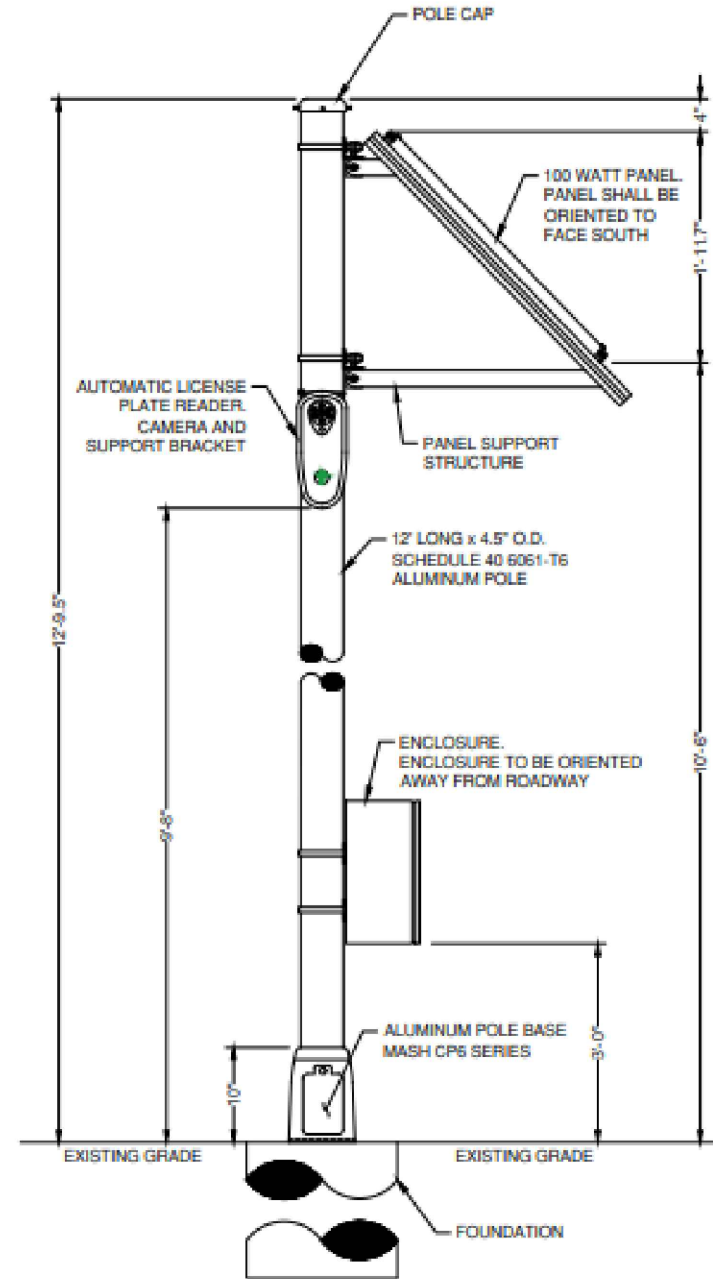 POLE CAP
4"
100 WATT PANEL.
PANEL SHALL BE
ORIENTED TO
FACE SOUTH
1'-11.7"
AUTOMATIC LICENSE
PLATE READER.
CAMERA AND
SUPPORT BRACKET
PANEL SUPPORT
STRUCTURE
12' LONG x 4.5" O.D.
SCHEDULE 40 6061-T6
ALUMINUM POLE
12'-9.5"
10'-6"
ENCLOSURE.
ENCLOSURE TO BE ORIENTED
AWAY FROM ROADWAY
ALUMINUM POLE BASE
MASH CP6 SERIES
10"
3'-0"
EXISTING GRADE
EXISTING GRADE
FOUNDATION